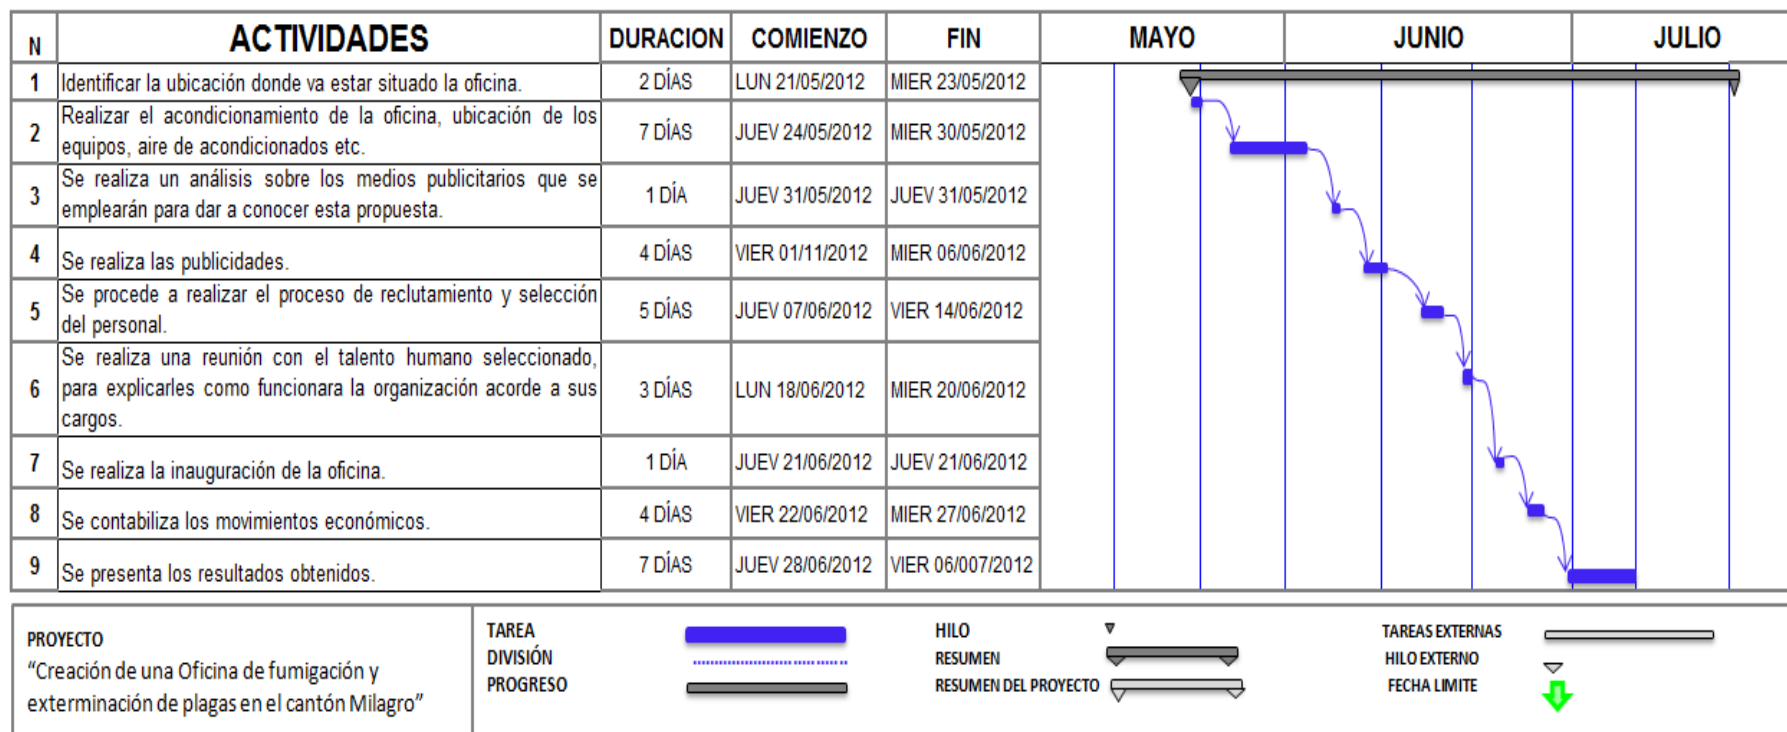 N ACTIVIDADES DURACION COMIENZO FIN MAYO JUNIO JULIO
1 Identificar la ubicación donde va estar situado la oficina. 2 DÍAS LUN 21/05/2012 MIER 23/05/2012
2 Realizar el acondicionamiento de la oficina, ubicación de los
equipos, aire de acondicionados etc. 7 DÍAS JUEV 24/05/2012 MIER 30/05/2012
3 Se realiza un análisis sobre los medios publicitarios que se
emplearán para dar a conocer esta propuesta. 1 DÍA JUEV 31/05/2012 JUEV 31/05/2012
4 Se realiza las publicidades. 4 DÍAS VIER 01/11/2012 MIER 06/06/2012
5 Se procede a realizar el proceso de reclutamiento y selección
del personal. 5 DÍAS JUEV 07/06/2012 VIER 14/06/2012
6 Se realiza una reunión con el talento humano seleccionado,
para explicarles como funcionara la organización acorde a sus
cargos. 3 DÍAS LUN 18/06/2012 MIER 20/06/2012
7 Se realiza la inauguración de la oficina. 1 DÍA JUEV 21/06/2012 JUEV 21/06/2012
8 Se contabiliza los movimientos económicos. 4 DÍAS VIER 22/06/2012 MIER 27/06/2012
9 Se presenta los resultados obtenidos. 7 DÍAS JUEV 28/06/2012 VIER 06/007/2012
PROYECTO
“Creación de una Oficina de fumigación y
exterminación de plagas en el cantón Milagro”
TAREA
DIVISIÓN
PROGRESO
HILO
RESUMEN
RESUMEN DEL PROYECTO
TAREAS EXTERNAS
HILO EXTERNO
FECHA LIMITE